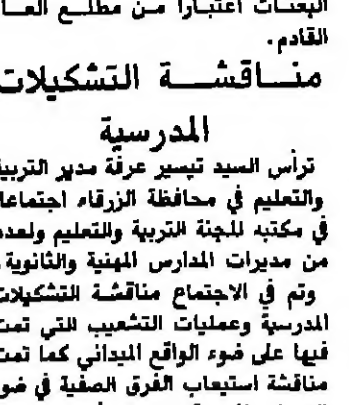 البعثات اعتبارا من مطلع العا
القادم.
مناقشة التشكيلات
المدرسية
ترأس السيد تيسير عرفة مدير التربية
والتعليم في محافظة الزرقاء اجتماعا
في مكتبه للجنة التربية والتعليم ولعدد
من مديرات المدارس المهنية والثانوية.
وتم في الاجتماع مناقشة التشكيلات
المدرسية وعمليات التشعيب التي تمت
فيها على ضوء الواقع الميداني كما تمت
مناقشة استيعاب الفرق الصفية في ضو